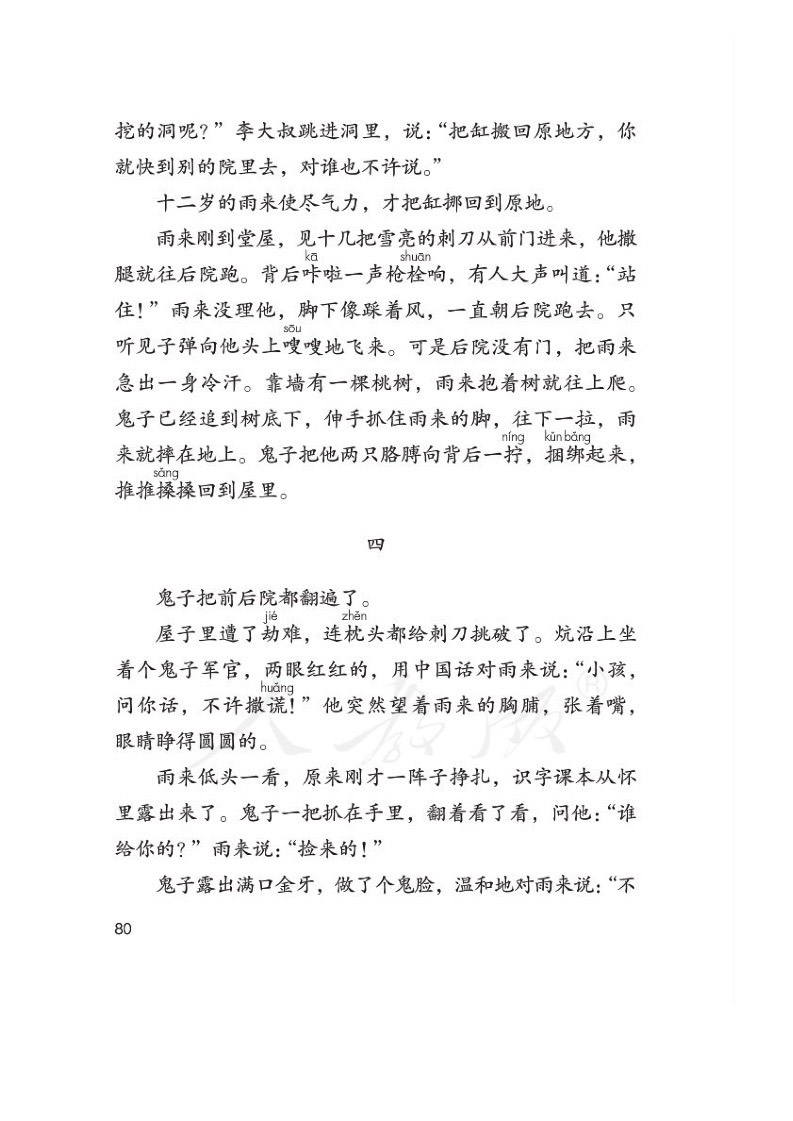 挖的洞呢？”李大叔跳进洞里，说：“把缸搬回原地方，你
就快到别的院里去，对谁也不许说。”
十二岁的雨来使尽气力，才把缸挪回到原地。
雨来刚到堂屋，见十几把雪亮的刺刀从前门进来，他撒
kā shuān
腿就往后院跑。背后咔啦一声枪栓响，有人大声叫道：“站
住！”雨来没理他，脚下像踩着风，一直朝后院跑去。只
sōu
听见子弹向他头上嗖嗖地飞来。可是后院没有门，把雨来
急出一身冷汗。靠墙有一棵桃树，雨来抱着树就往上爬。
鬼子已经追到树底下，伸手抓住雨来的脚，往下一拉，雨
níng kǔn bǎng
来就摔在地上。鬼子把他两只胳膊向背后一拧，捆绑起来，
sǎng
推推搡搡回到屋里。
四
鬼子把前后院都翻遍了。
jié zhěn
屋子里遭了劫难，连枕头都给刺刀挑破了。炕沿上坐
着个鬼子军官，两眼红红的，用中国话对雨来说：“小孩，
huǎng
问你话，不许撒谎！”他突然望着雨来的胸脯，张着嘴，
眼睛睁得圆圆的。
雨来低头一看，原来刚才一阵子挣扎，识字课本从怀
里露出来了。鬼子一把抓在手里，翻着看了看，问他：“谁
给你的？”雨来说：“捡来的！”
鬼子露出满口金牙，做了个鬼脸，温和地对雨来说：“不
80
人教版